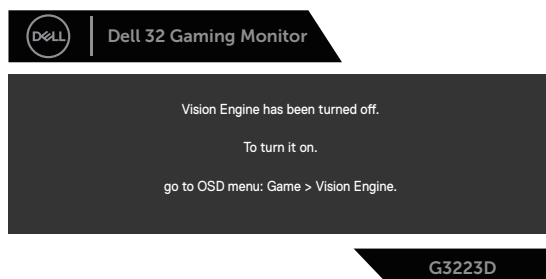 DELL
Dell 32 Gaming Monitor
Vision Engine has been turned off.
To turn it on.
go to OSD menu: Game > Vision Engine.
G3223D